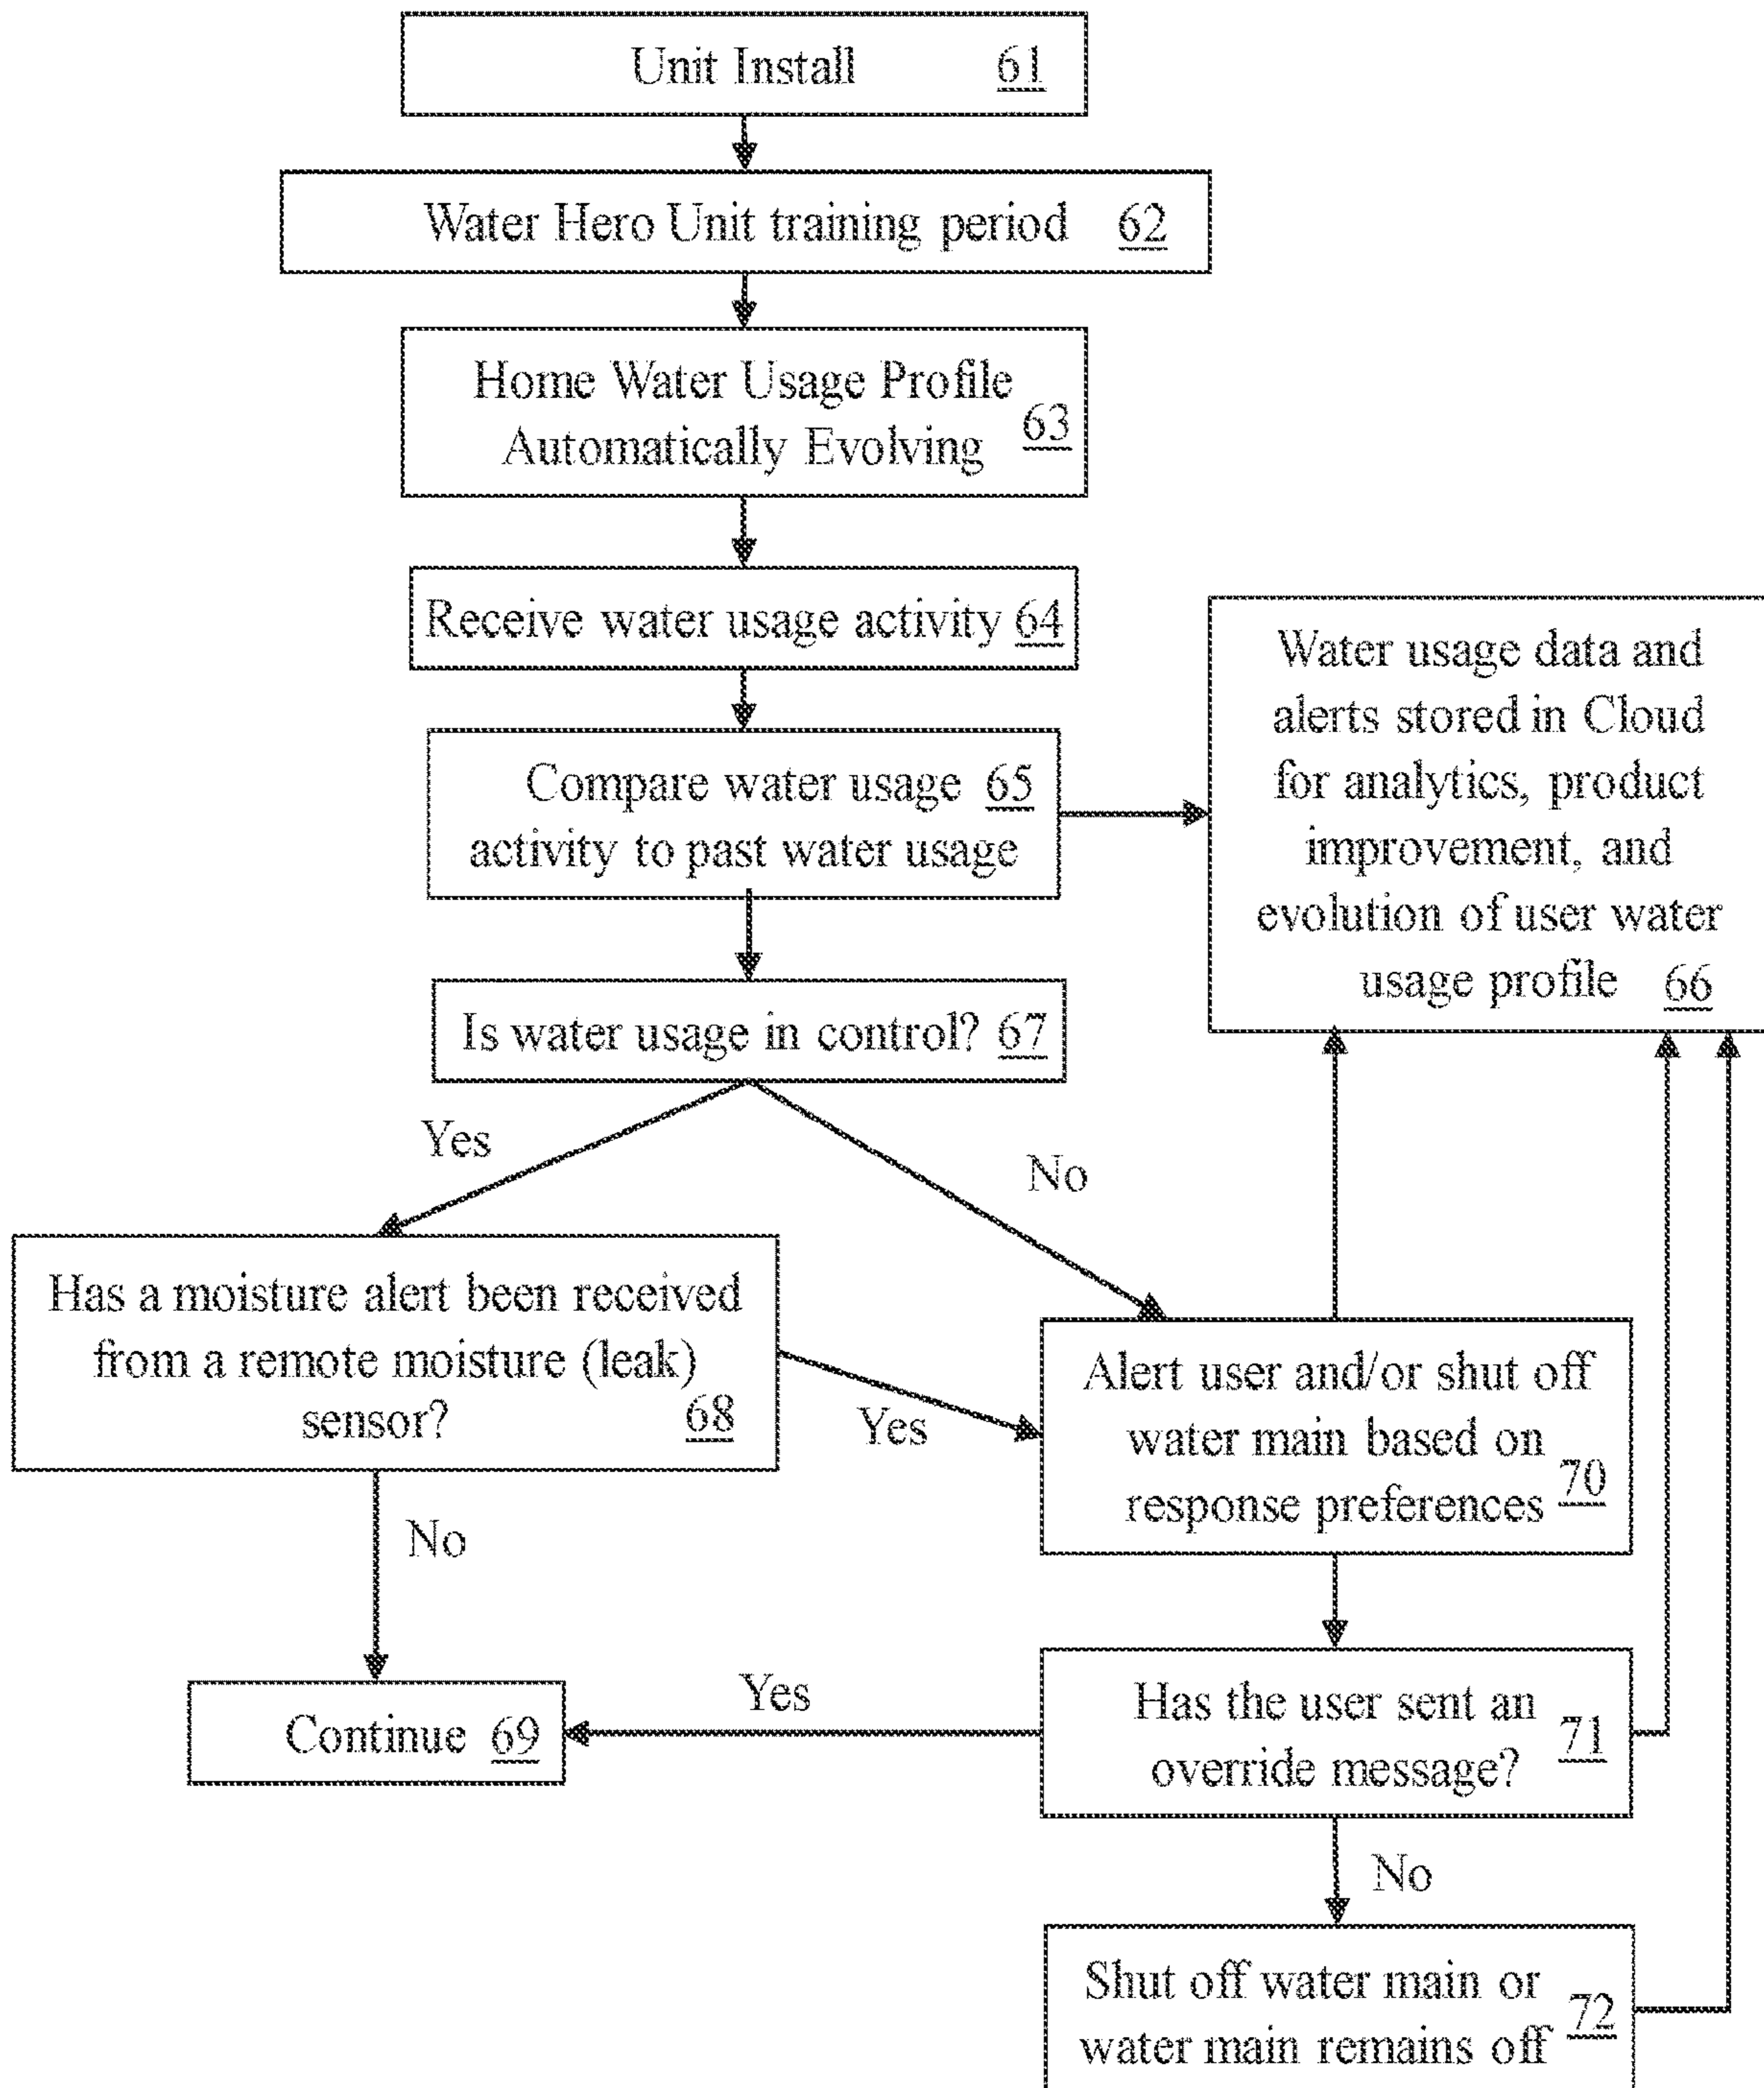 Unit Install 61
Water Hero Unit training period 62
Home Water Usage Profile
Automatically Evolving 63
Receive water usage activity 64
Compare water usage 65
activity to past water usage
Water usage data and
alerts stored in Cloud
for analytics, product
improvement, and
evolution of user water
usage profile 66
Is water usage in control? 67
Yes
No
Has a moisture alert been received
from a remote moisture (leak)
sensor? 68
Yes
No
Alert user and/or shut off
water main based on
response preferences 70
Continue 69
Yes
Has the user sent an
override message? 71
No
Shut off water main or
water main remains off 72